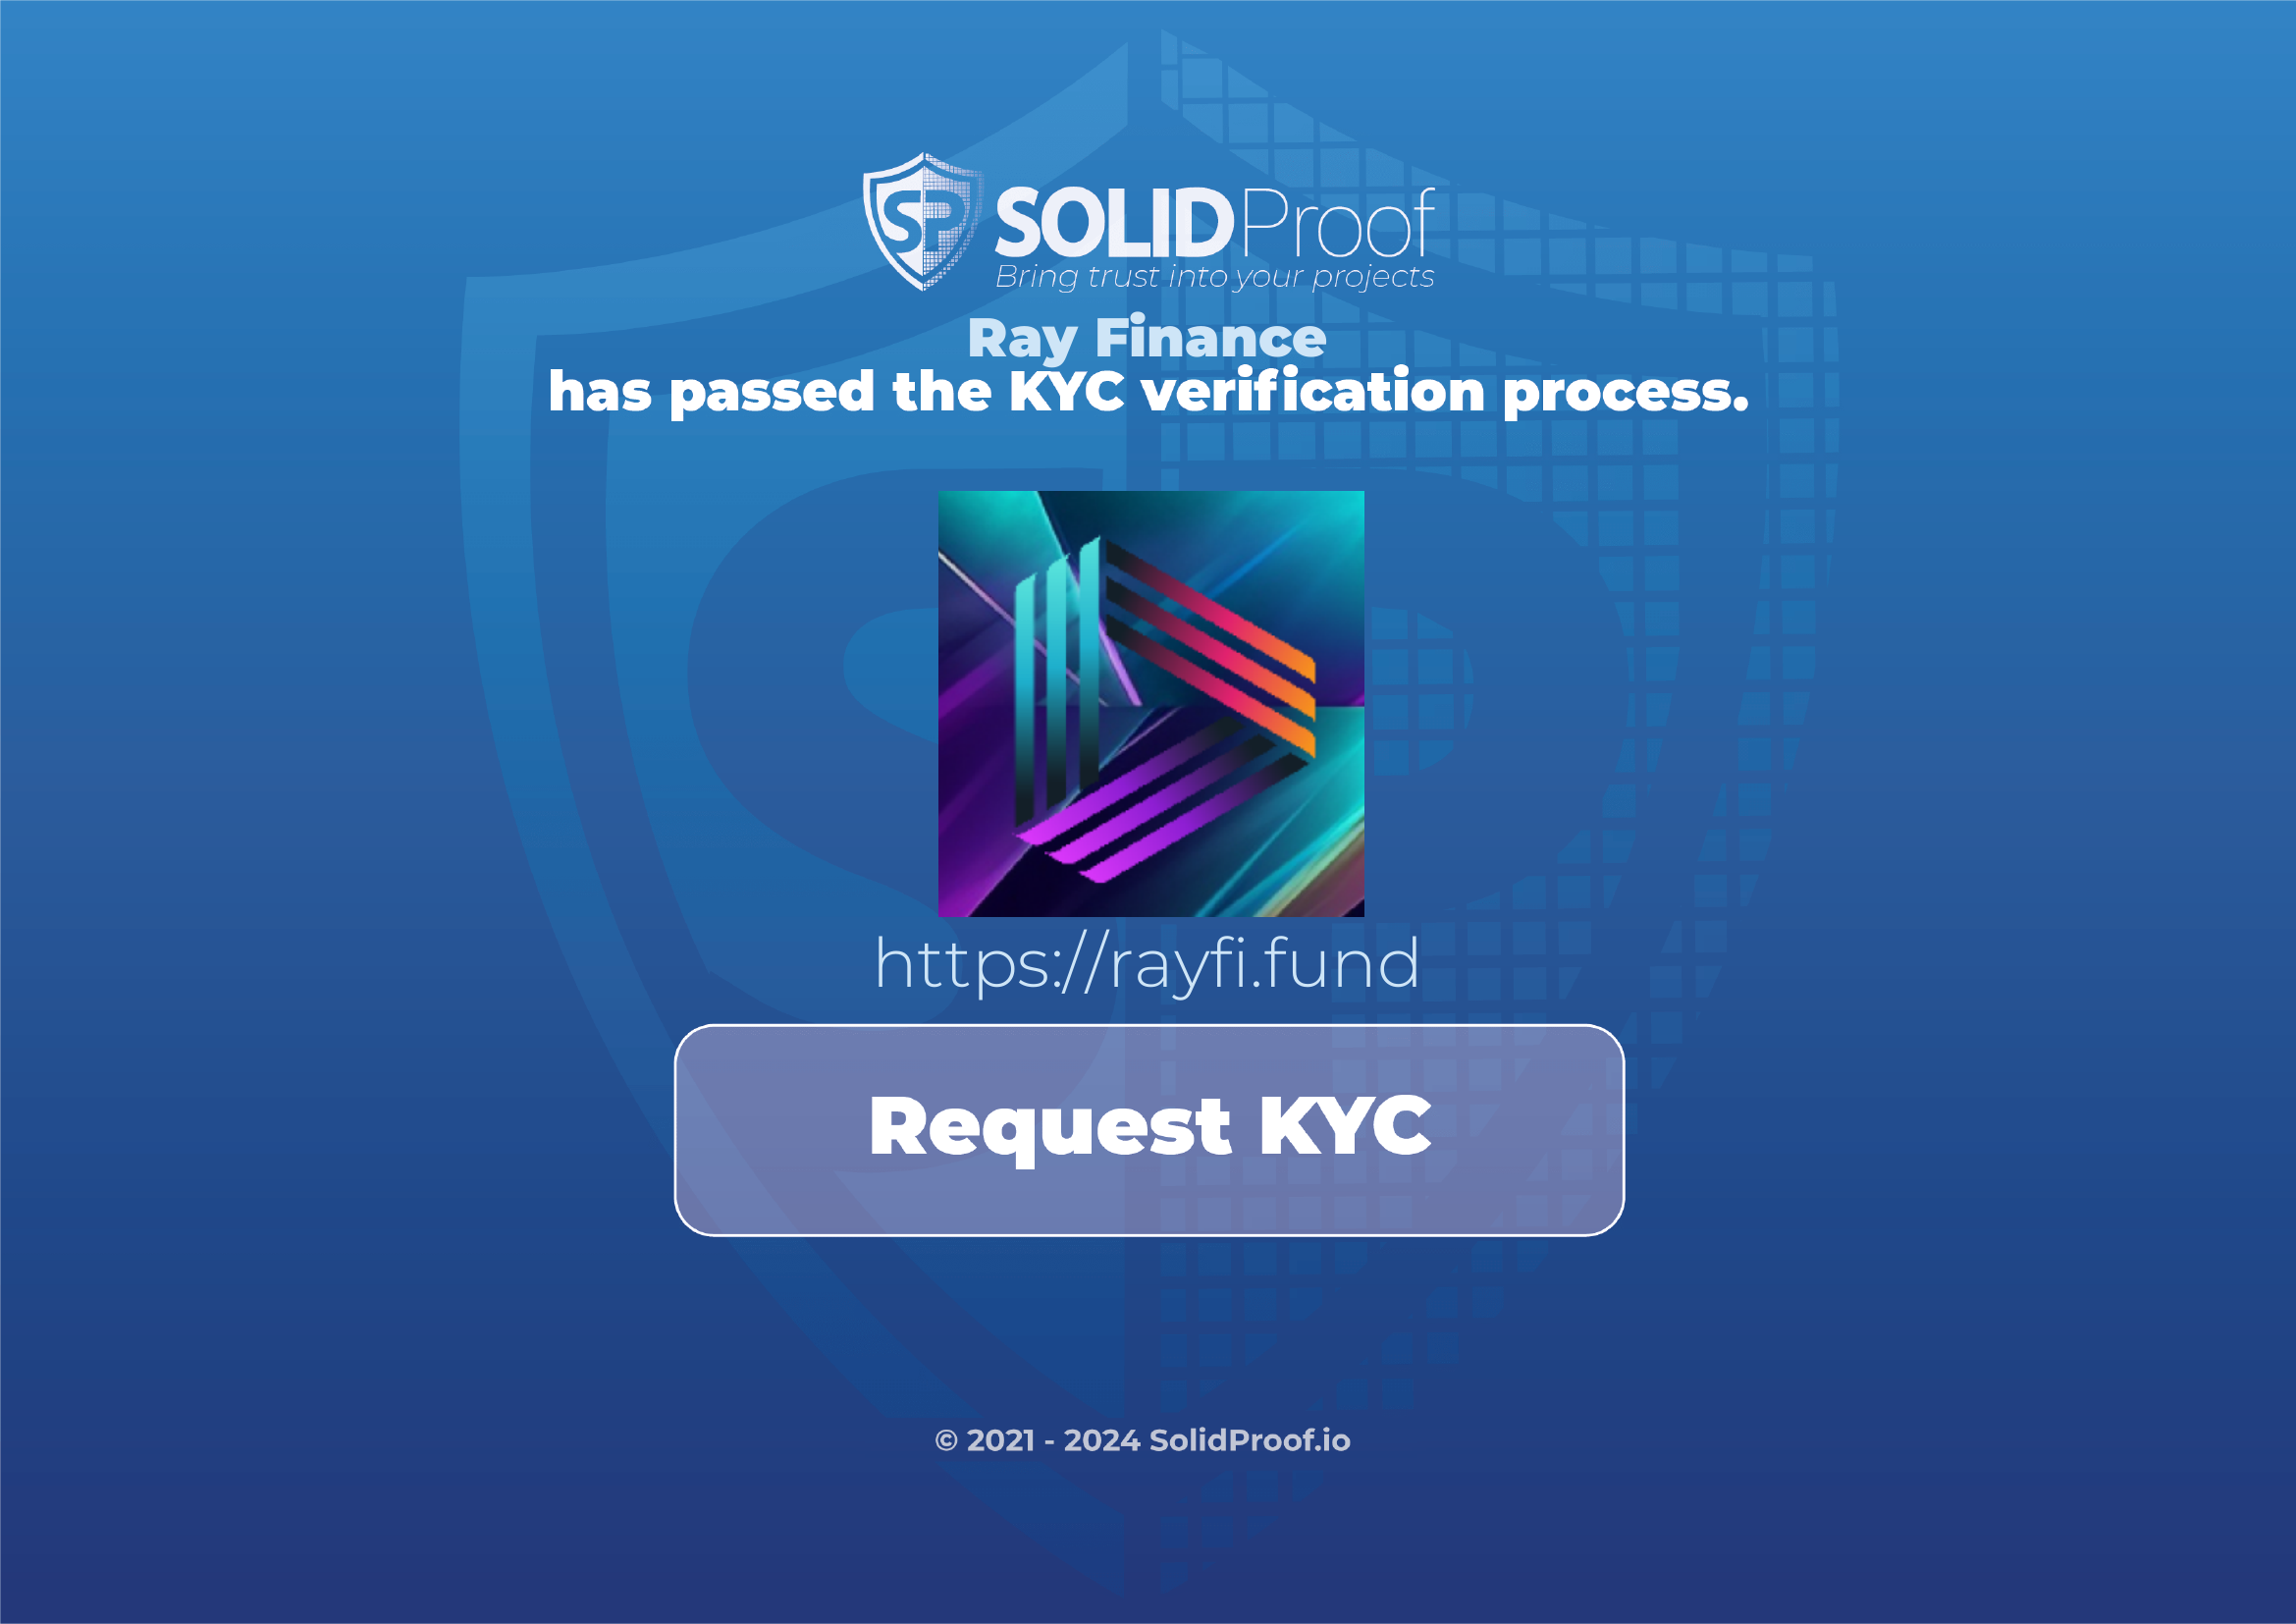 SP SOLIDProof
Bring trust into your projects
Ray Finance
has passed the KYC verification process.
https://rayfi.fund
Request KYC
© 2021 - 2024 SolidProof.io